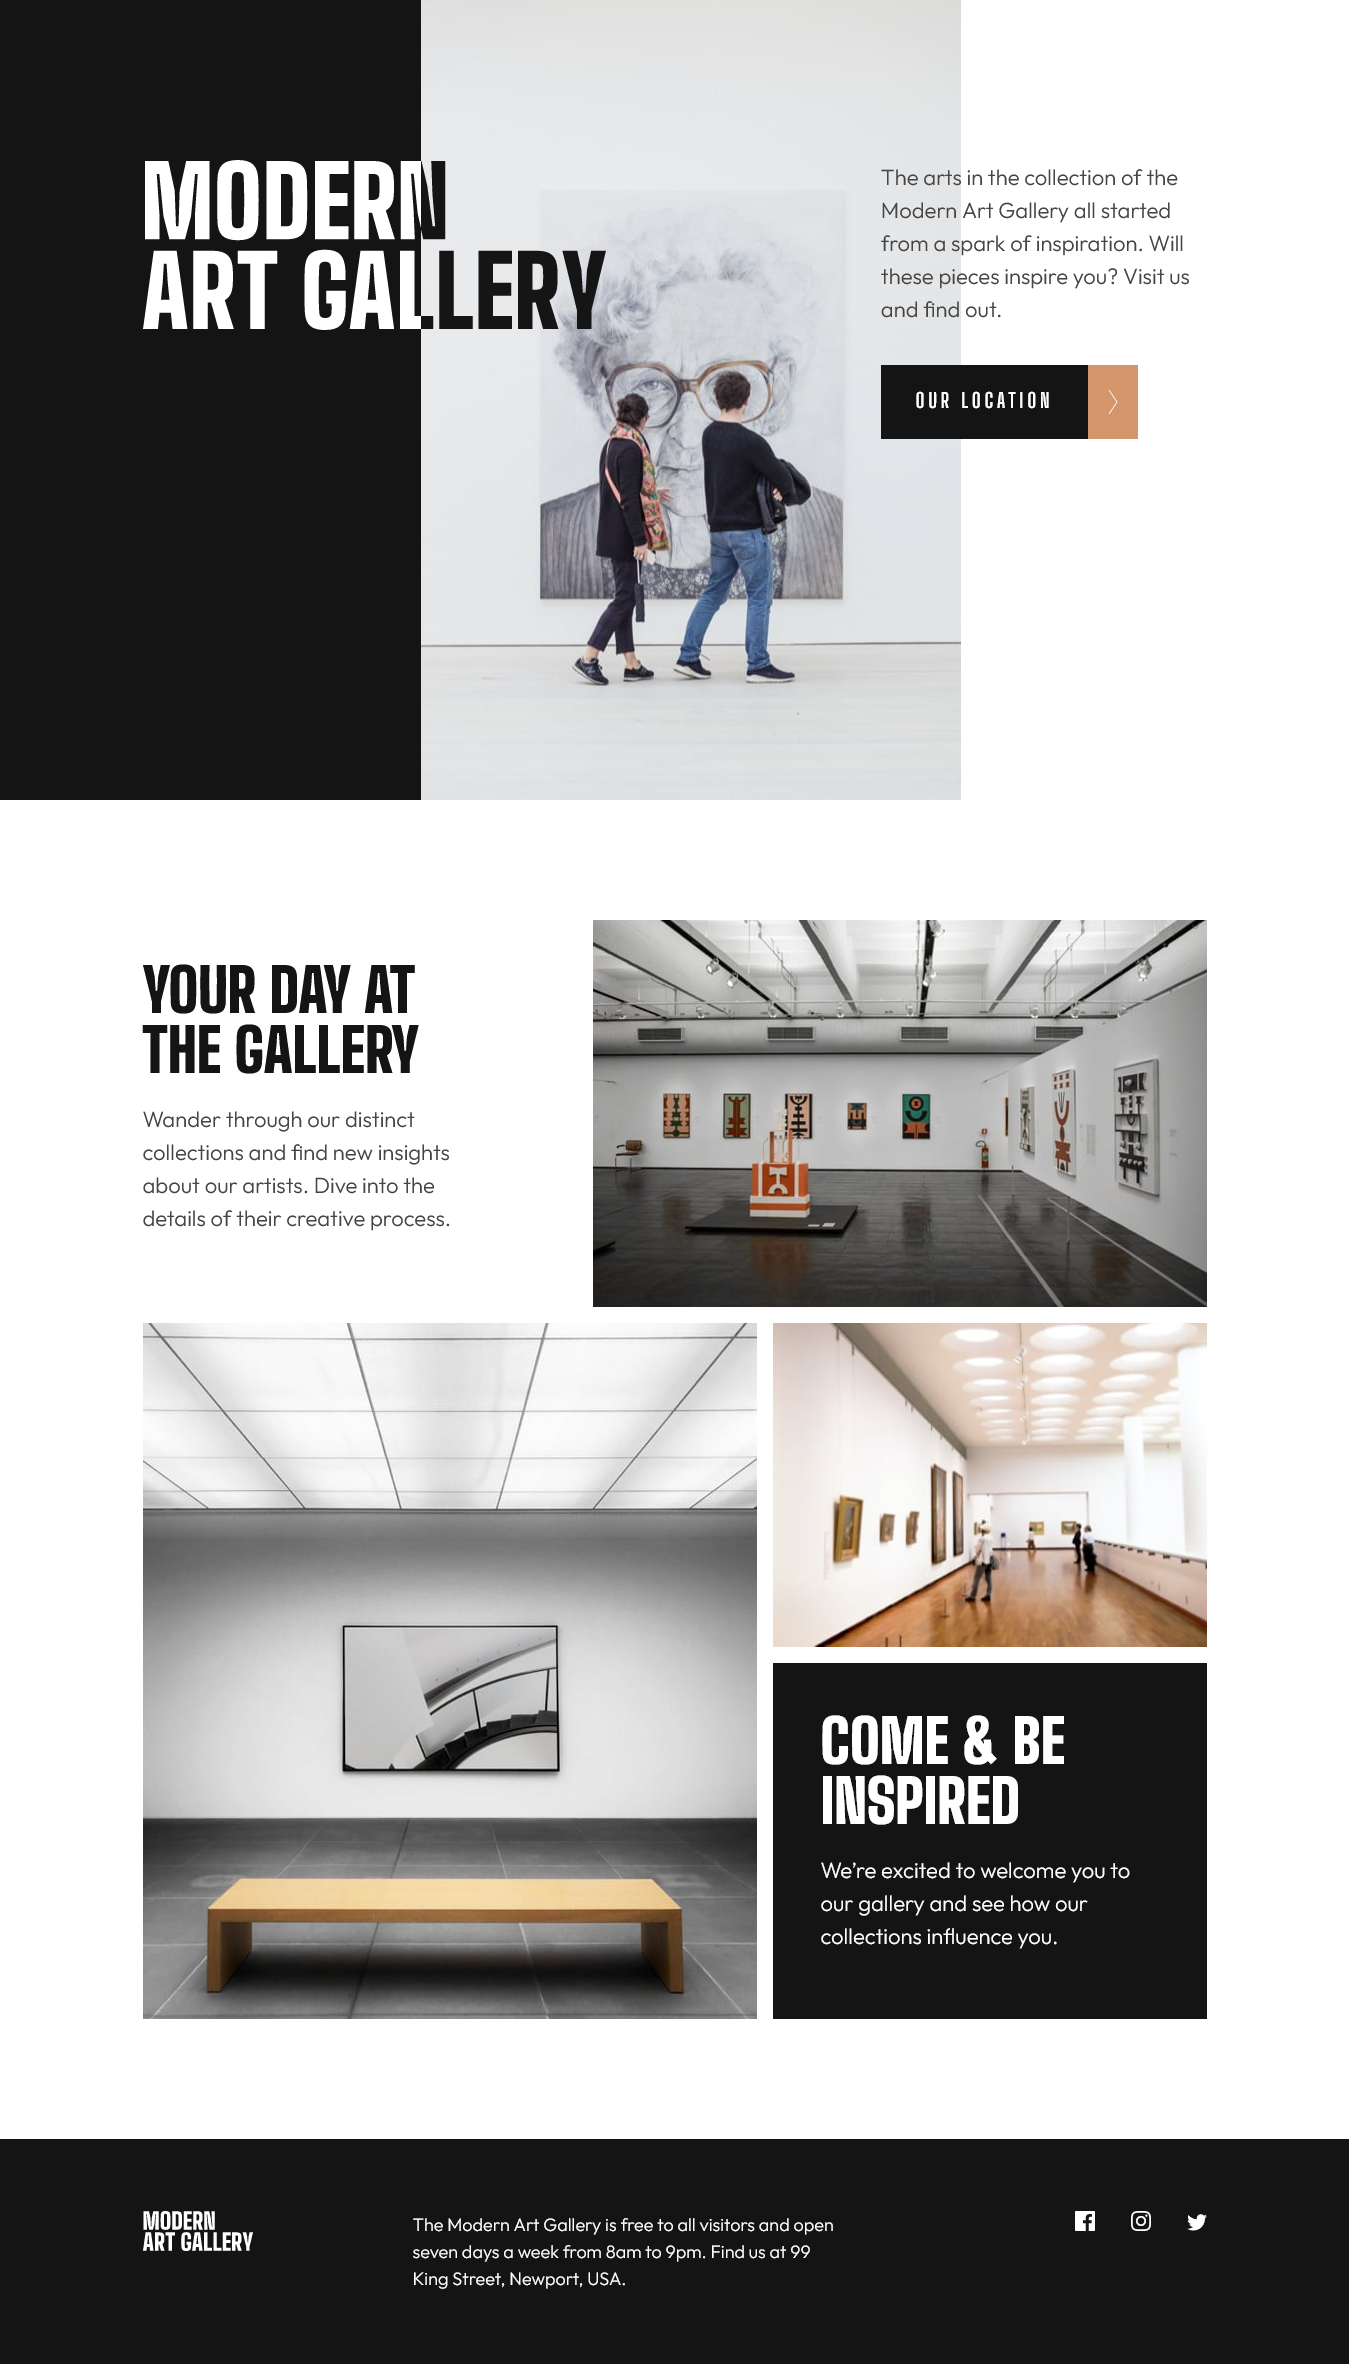 MODERN
ART GALLERY
The arts in the collection of the
Modern Art Gallery all started
from a spark of inspiration. Will
these pieces inspire you? Visit us
and find out.
OUR LOCATION
YOUR DAY AT
THE GALLERY
Wander through our distinct
collections and find new insights
about our artists. Dive into the
details of their creative process.
COME & BE
INSPIRED
We’re excited to welcome you to
our gallery and see how our
collections influence you.
MODERN
ART GALLERY
The Modern Art Gallery is free to all visitors and open
seven days a week from 8am to 9pm. Find us at 99
King Street, Newport, USA.